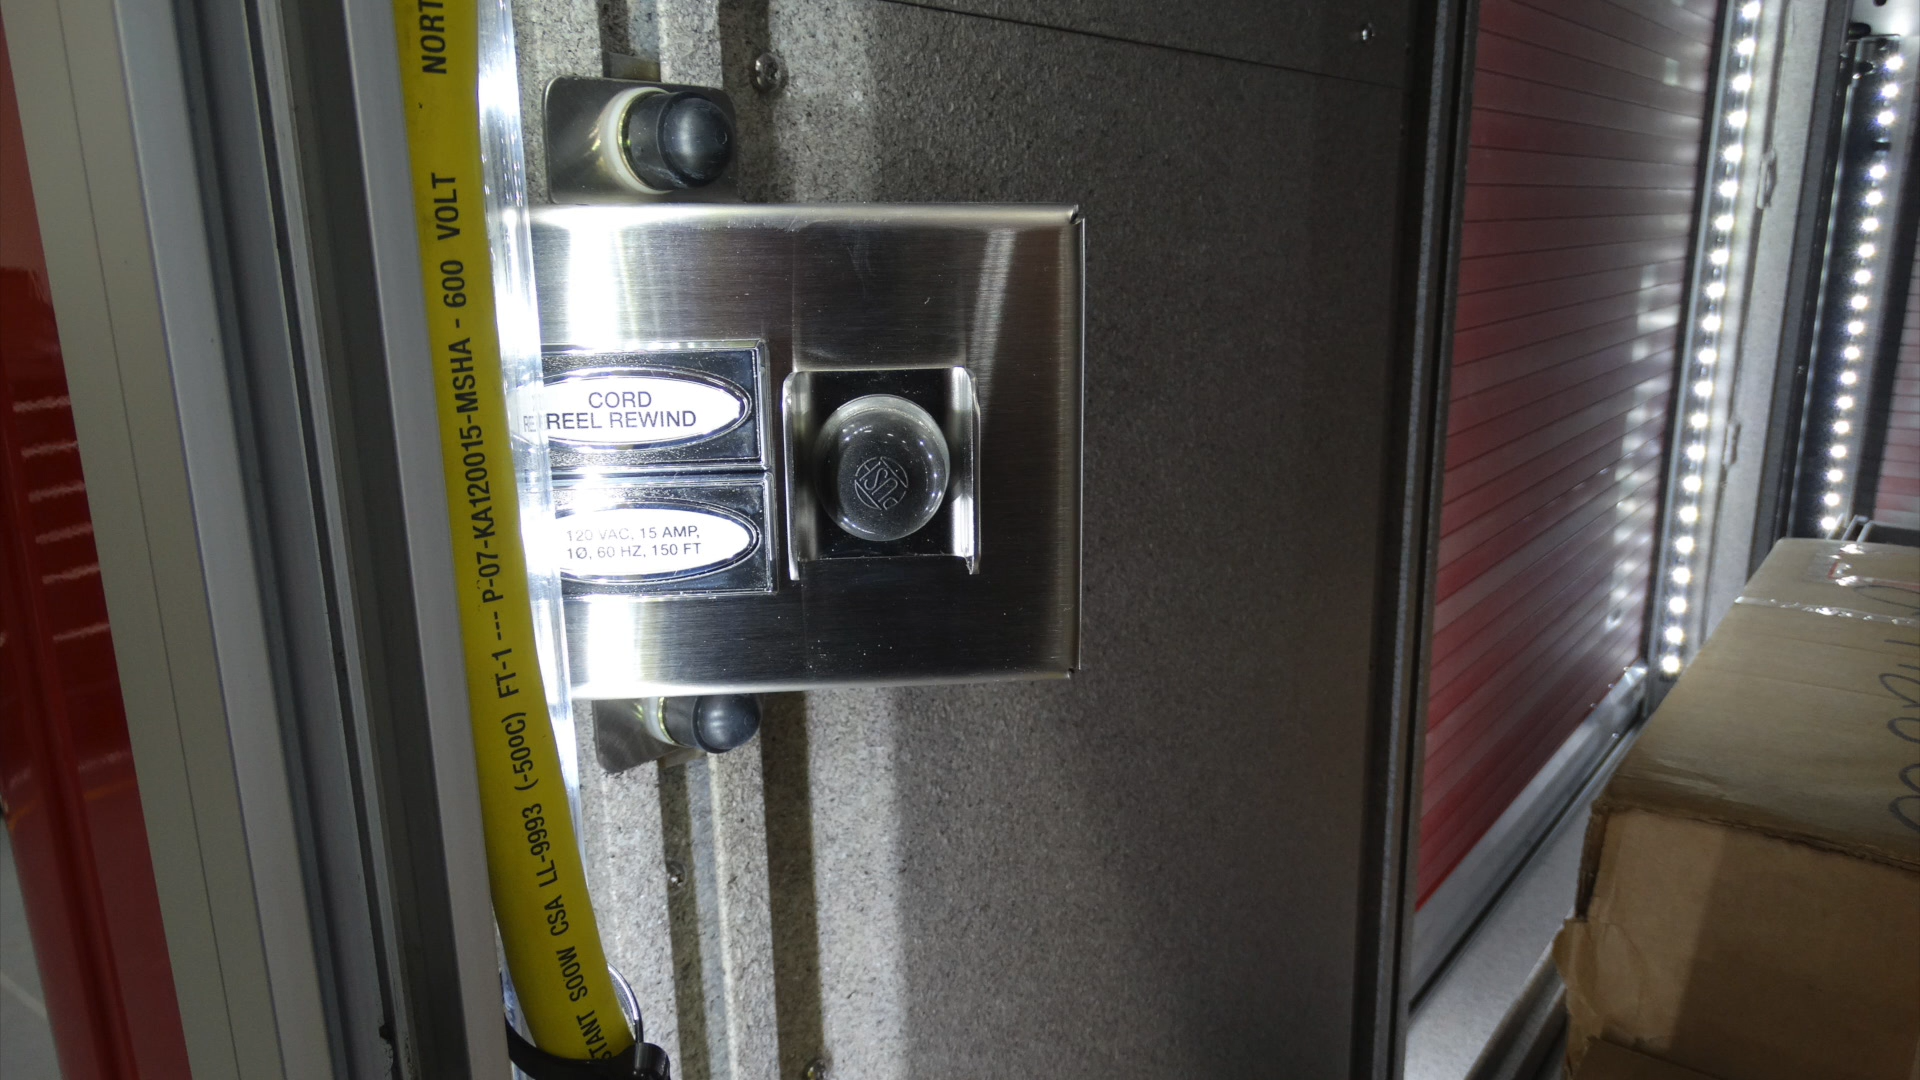 NORT
STANT SOOW CSA LL-9993 (-50ºC) FT-1 --- P-07-KA120015-MSHA - 600 VOLT
CORD
REEL REWIND
120 VAC, 15 AMP,
1Ø, 60 HZ, 150 FT
PUSH